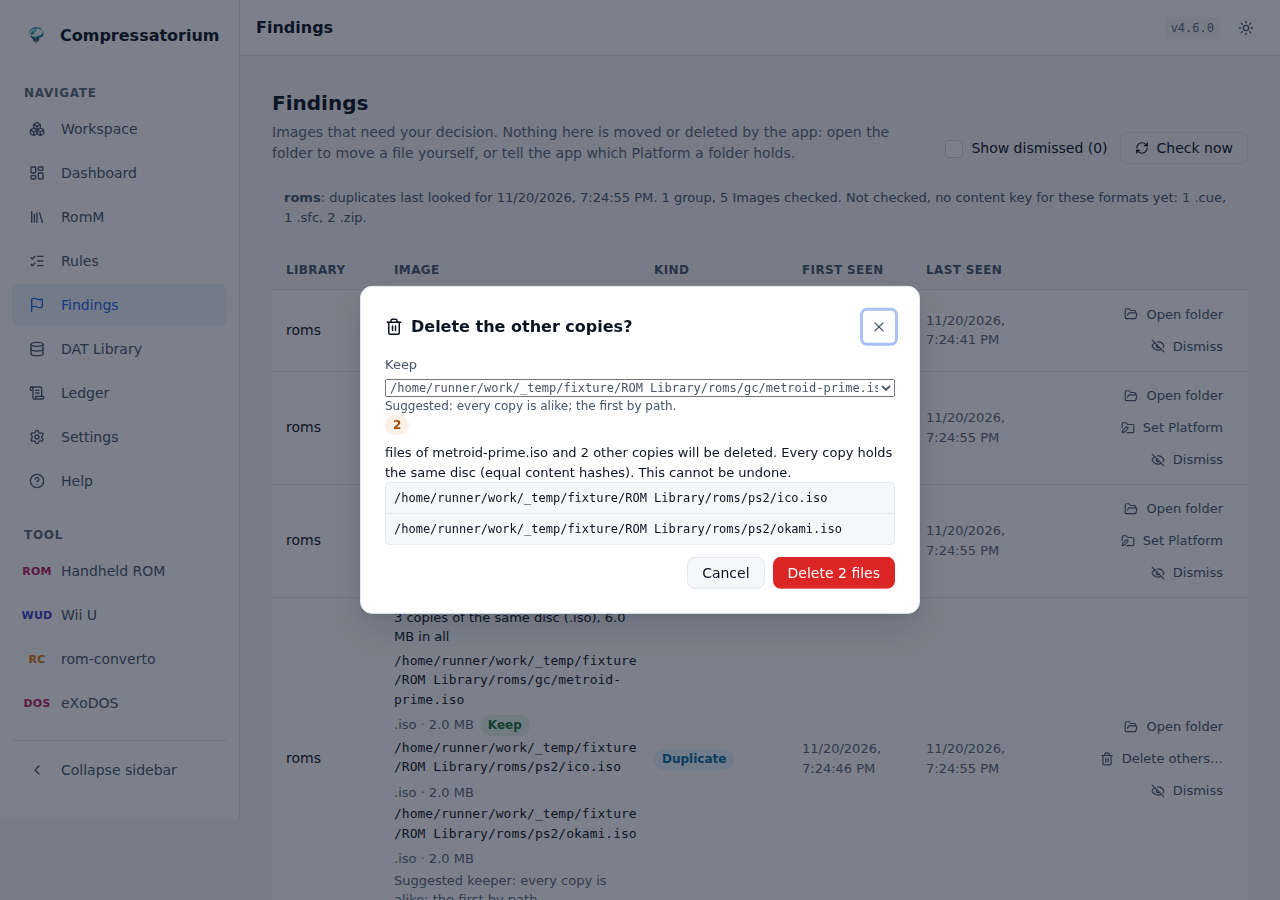 Compressatorium
NAVIGATE
Workspace
Dashboard
RomM
Rules
Findings
DAT Library
Ledger
Settings
Help
TOOL
ROM Handheld ROM
WUD Wii U
RC rom-converto
DOS eXoDOS
Collapse sidebar
Findings
v4.6.0
Findings
Images that need your decision. Nothing here is moved or deleted by the app: open the
folder to move a file yourself, or tell the app which Platform a folder holds.
Show dismissed (0)
Check now
roms: duplicates last looked for 11/20/2026, 7:24:55 PM. 1 group, 5 Images checked. Not checked, no content key for these formats yet: 1 .cue,
1 .sfc, 2 .zip.
LIBRARY IMAGE KIND FIRST SEEN LAST SEEN
roms
11/20/2026,
7:24:41 PM
Open folder
Dismiss
roms
11/20/2026,
7:24:55 PM
Open folder
Set Platform
Dismiss
roms
11/20/2026,
7:24:55 PM
Open folder
Set Platform
Dismiss
Delete the other copies?
Keep
/home/runner/work/_temp/fixture/ROM Library/roms/gc/metroid-prime.is
Suggested: every copy is alike; the first by path.
2
files of metroid-prime.iso and 2 other copies will be deleted. Every copy holds
the same disc (equal content hashes). This cannot be undone.
/home/runner/work/_temp/fixture/ROM Library/roms/ps2/ico.iso
/home/runner/work/_temp/fixture/ROM Library/roms/ps2/okami.iso
Cancel
Delete 2 files
roms
3 copies of the same disc (.iso), 6.0
MB in all
/home/runner/work/_temp/fixture
/ROM Library/roms/gc/metroid-
prime.iso
.iso · 2.0 MB Keep
/home/runner/work/_temp/fixture
/ROM Library/roms/ps2/ico.iso
.iso · 2.0 MB
/home/runner/work/_temp/fixture
/ROM Library/roms/ps2/okami.iso
.iso · 2.0 MB
Suggested keeper: every copy is
alike; the first by path.
Duplicate
11/20/2026,
7:24:46 PM
11/20/2026,
7:24:55 PM
Open folder
Delete others…
Dismiss